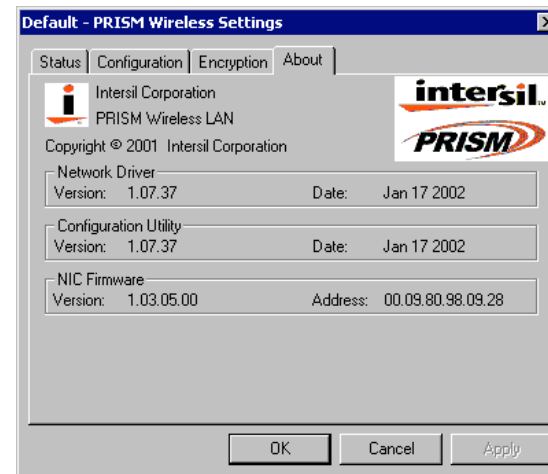 Default - PRISM Wireless Settings
Status Configuration Encryption About
Intersil Corporation
PRISM Wireless LAN
intersil
PRISM
Copyright © 2001 Intersil Corporation
Network Driver
Version: 1.07.37 Date: Jan 17 2002
Configuration Utility
Version: 1.07.37 Date: Jan 17 2002
NIC Firmware
Version: 1.03.05.00 Address: 00.09.80.98.09.28
OK Cancel Apply